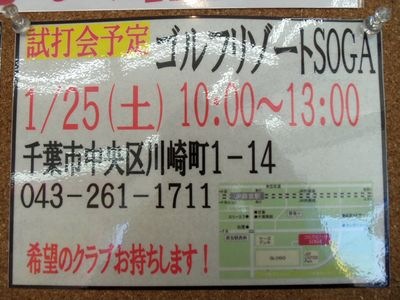 試打会予定 ゴルフリゾートSOGA
1/25(土) 10:00~13:00
千葉市中央区川崎町1-14
043-261-1711
希望のクラブお持ちします!
GLOBO